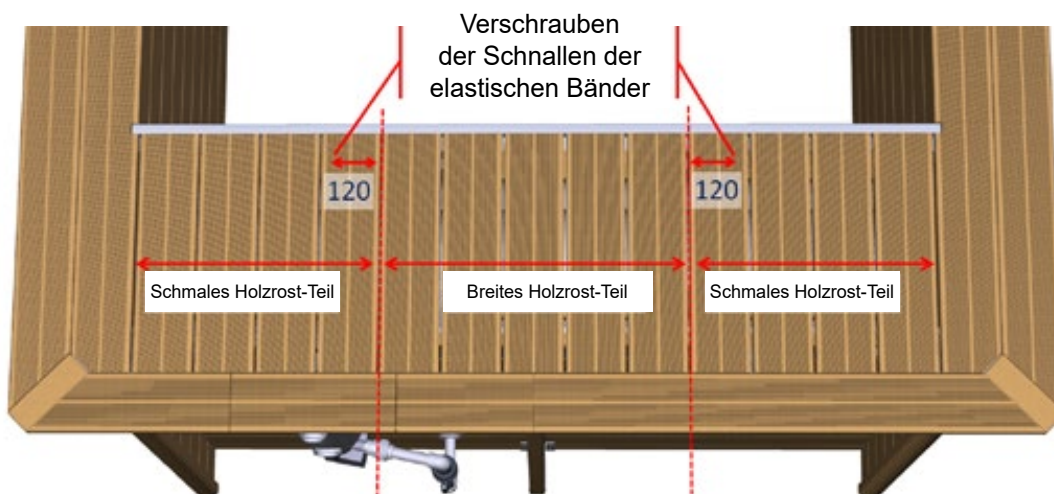 Verschrauben
der Schnallen der
elastischen Bänder
120
120
Schmales Holzrost-Teil
Breites Holzrost-Teil
Schmales Holzrost-Teil